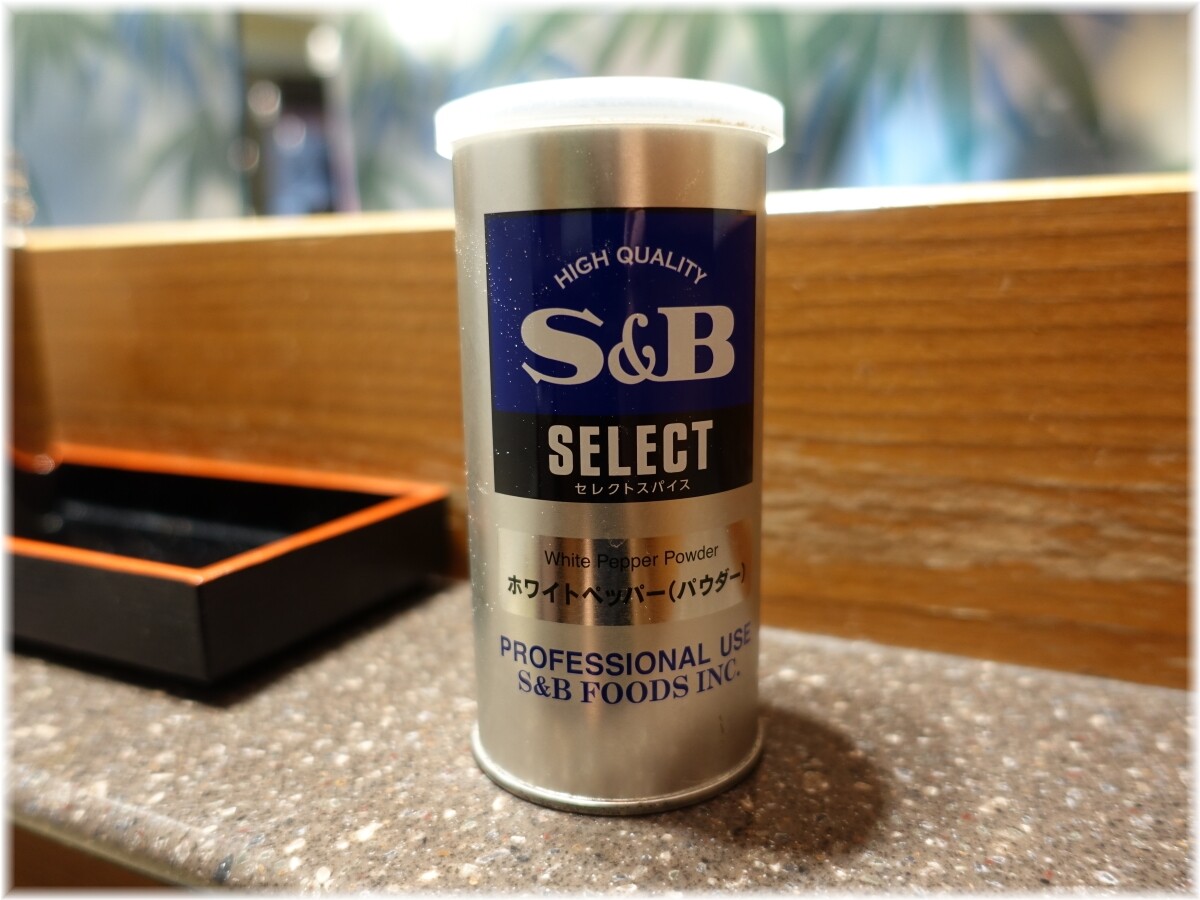 HIGH QUALITY
S&B
SELECT
セレクトスパイス
White Pepper Powder
ホワイトペッパー(パウダー)
PROFESSIONAL USE
S&B FOODS INC.